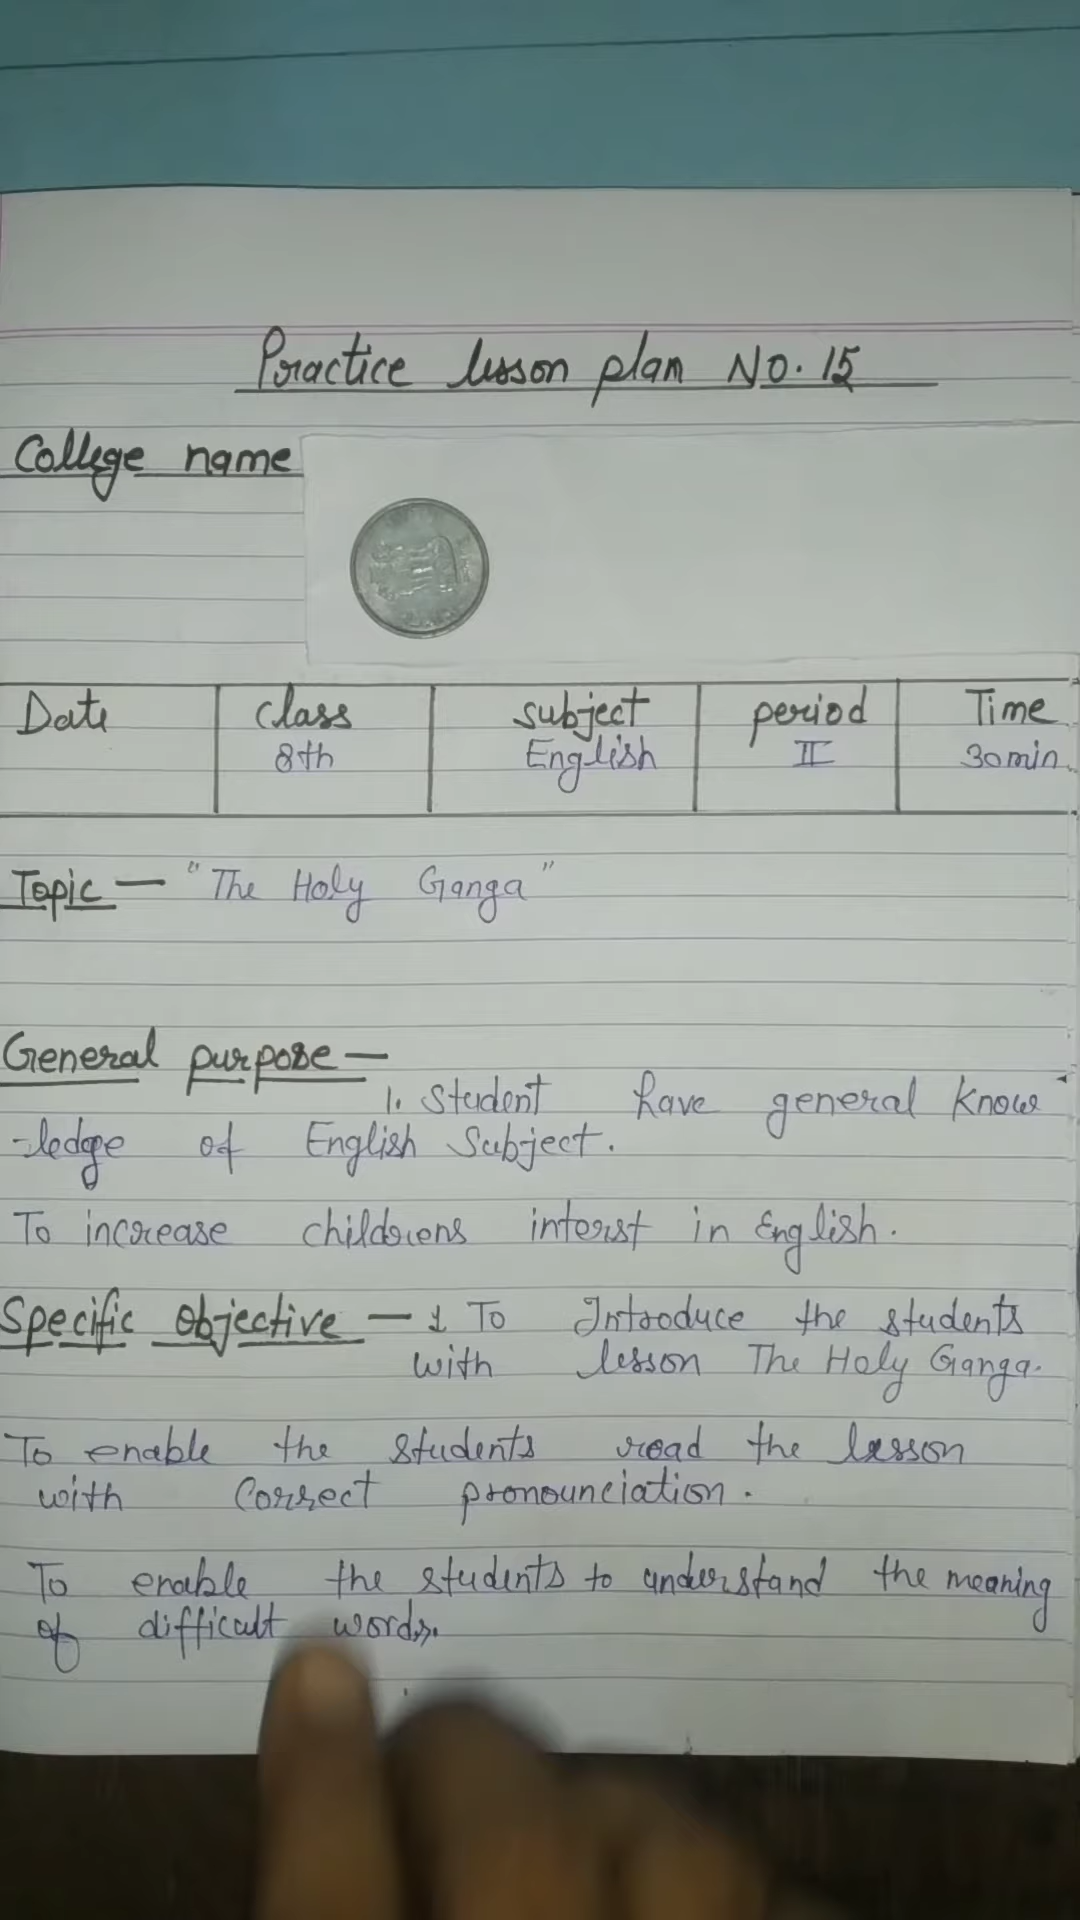 Practice lesson plan No. 15
College name
Date class subject period Time
8th English II 30min
Topic — "The Holy Ganga"
General purpose —
1. Student have general know
-ledge of English Subject.
To increase childrens interst in English.
Specific objective — 1 To Introduce the students
with lesson The Holy Ganga.
To enable the students read the lesson
with Correct pronounciation.
To enable the students to understand the meaning
of difficult words.